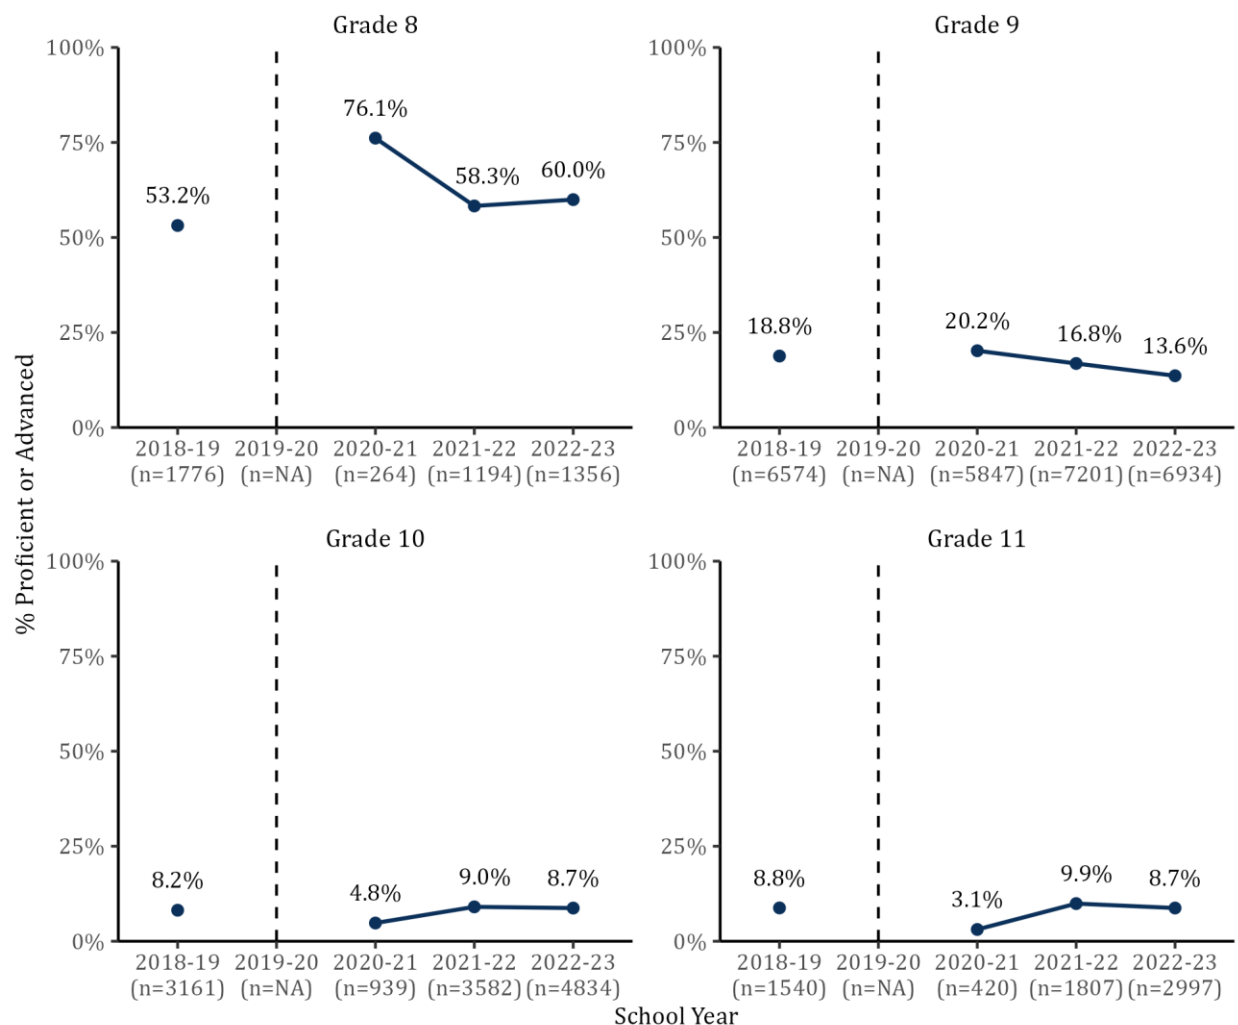 Grade 8
100%
75%
50%
25%
0%
53.2%
76.1%
58.3%
60.0%
2018-19 2019-20 2020-21 2021-22 2022-23
(n=1776) (n=NA) (n=264) (n=1194) (n=1356)
Grade 9
100%
75%
50%
25%
0%
18.8%
20.2%
16.8%
13.6%
2018-19 2019-20 2020-21 2021-22 2022-23
(n=6574) (n=NA) (n=5847) (n=7201) (n=6934)
% Proficient or Advanced
Grade 10
100%
75%
50%
25%
0%
8.2%
4.8%
9.0%
8.7%
2018-19 2019-20 2020-21 2021-22 2022-23
(n=3161) (n=NA) (n=939) (n=3582) (n=4834)
Grade 11
100%
75%
50%
25%
0%
8.8%
3.1%
9.9%
8.7%
2018-19 2019-20 2020-21 2021-22 2022-23
(n=1540) (n=NA) (n=420) (n=1807) (n=2997)
School Year